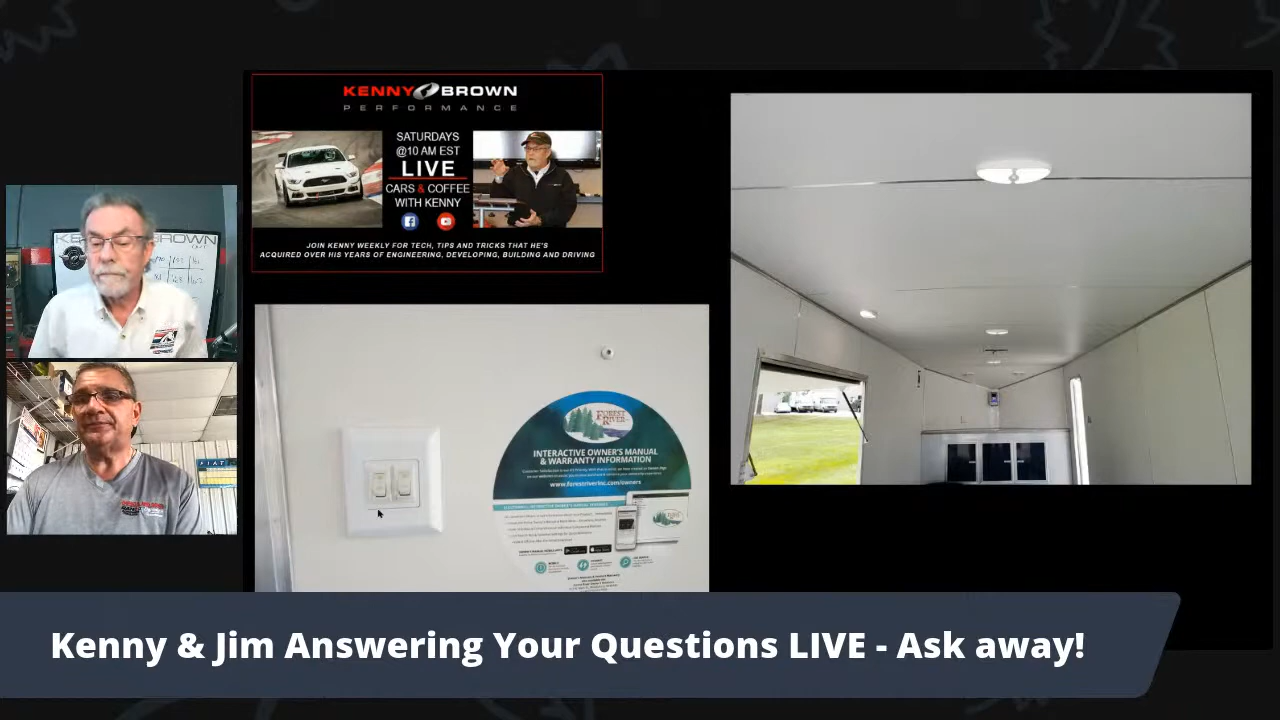 KENNY BROWN
PERFORMANCE
SATURDAYS
@10 AM EST
LIVE
CARS & COFFEE
WITH KENNY
JOIN KENNY WEEKLY FOR TECH, TIPS AND TRICKS THAT HE'S
ACQUIRED OVER HIS YEARS OF ENGINEERING, DEVELOPING, BUILDING AND DRIVING
FOREST
RIVER
INTERACTIVE OWNER'S MANUAL
& WARRANTY INFORMATION
www.forestriverinc.com/owners
Kenny & Jim Answering Your Questions LIVE - Ask away!